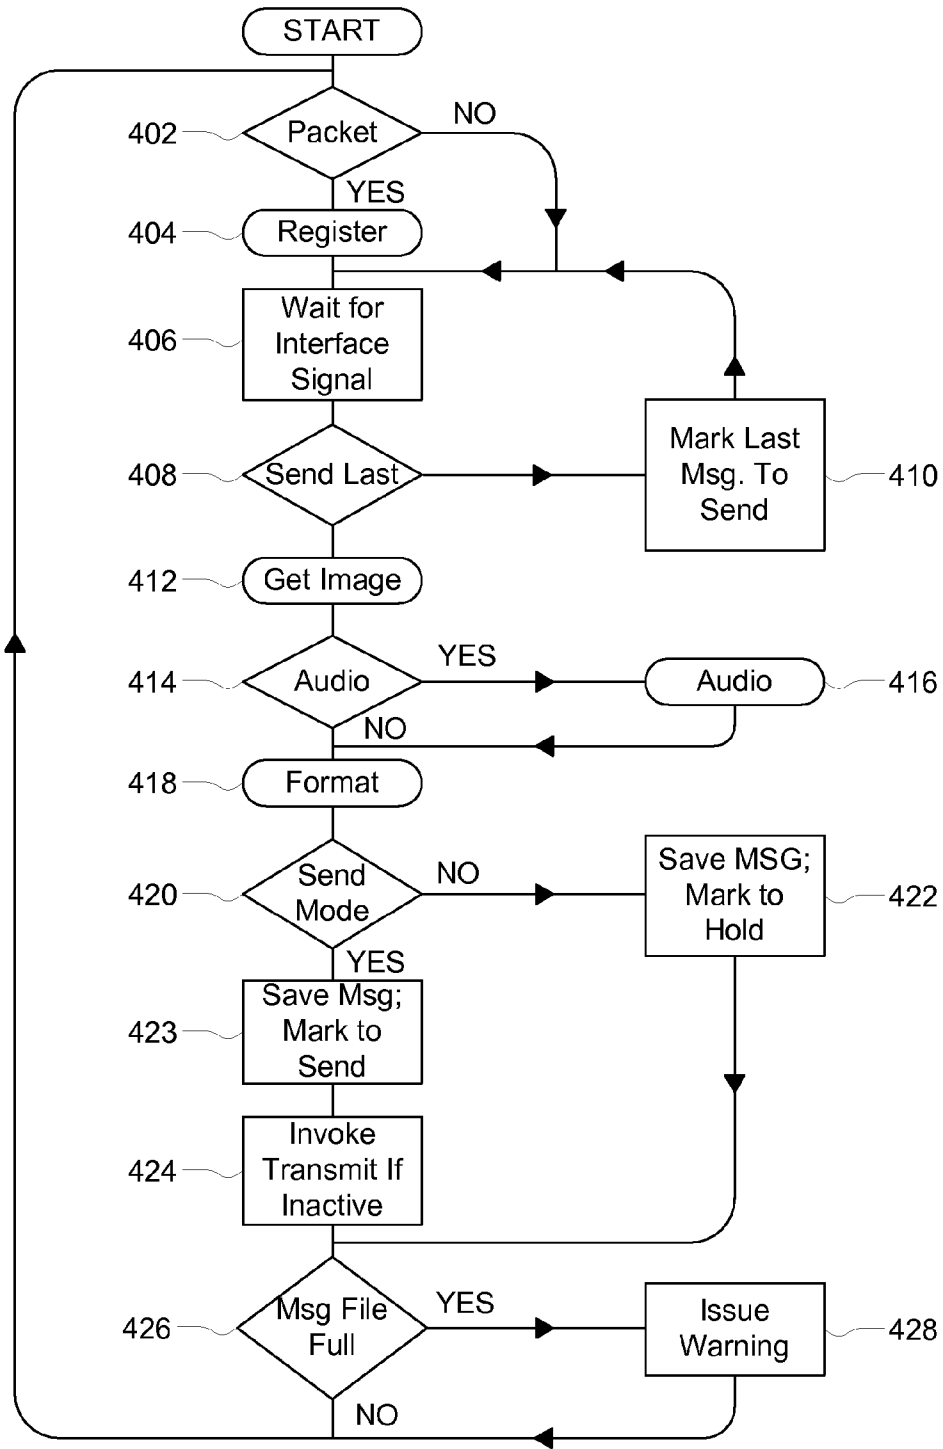 START
402
Packet
NO
YES
404
Register
406
Wait for
Interface
Signal
408
Send Last
Mark Last
Msg. To
Send
410
412
Get Image
414
Audio
YES
Audio
416
NO
418
Format
420
Send
Mode
NO
Save MSG;
Mark to
Hold
422
YES
423
Save Msg;
Mark to
Send
424
Invoke
Transmit If
Inactive
426
Msg File
Full
YES
Issue
Warning
428
NO